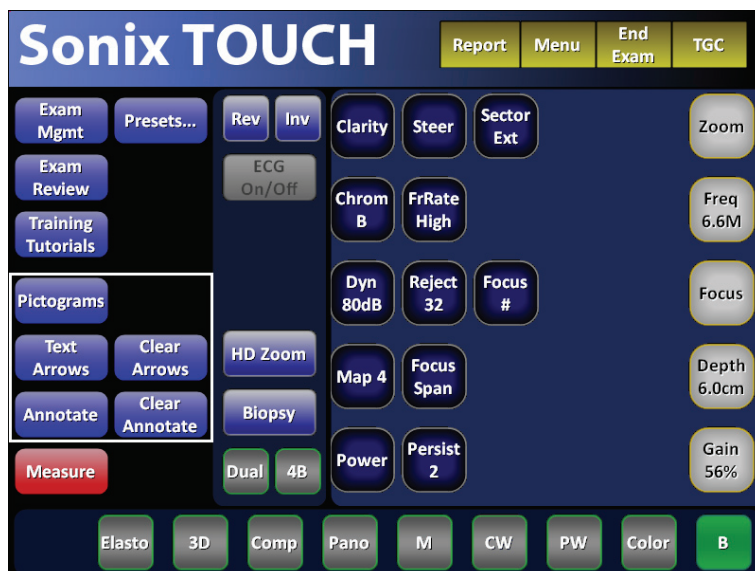 Sonix TOUCH
Report
Menu
End
Exam
TGC
Exam
Mgmt
Presets...
Rev
Inv
Clarity
Steer
Sector
Ext
Zoom
Exam
Review
ECG
On/Off
Chrom
B
FrRate
High
Freq
6.6M
Training
Tutorials
Pictograms
Dyn
80dB
Reject
32
Focus
#
Focus
Text
Arrows
Clear
Arrows
HD Zoom
Map 4
Focus
Span
Depth
6.0cm
Annotate
Clear
Annotate
Biopsy
Measure
Dual
4B
Power
Persist
2
Gain
56%
Elasto
3D
Comp
Pano
M
CW
PW
Color
B